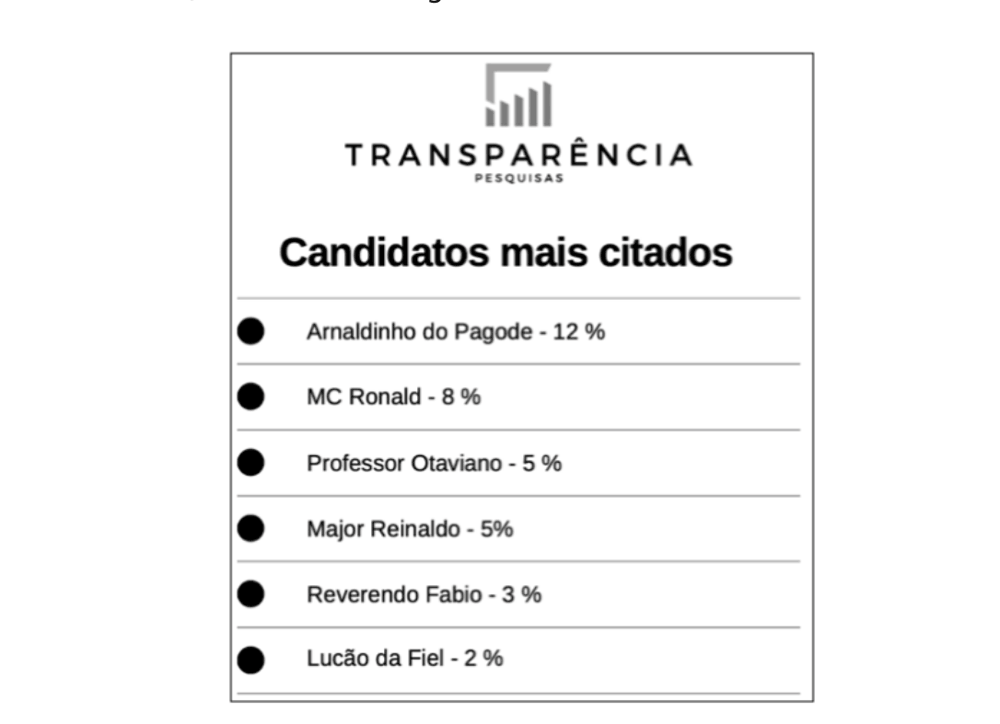 TRANSPARÊNCIA
PESQUISAS
Candidatos mais citados
Arnaldinho do Pagode - 12 %
MC Ronald - 8 %
Professor Otaviano - 5 %
Major Reinaldo - 5%
Reverendo Fabio - 3 %
Lucão da Fiel - 2 %